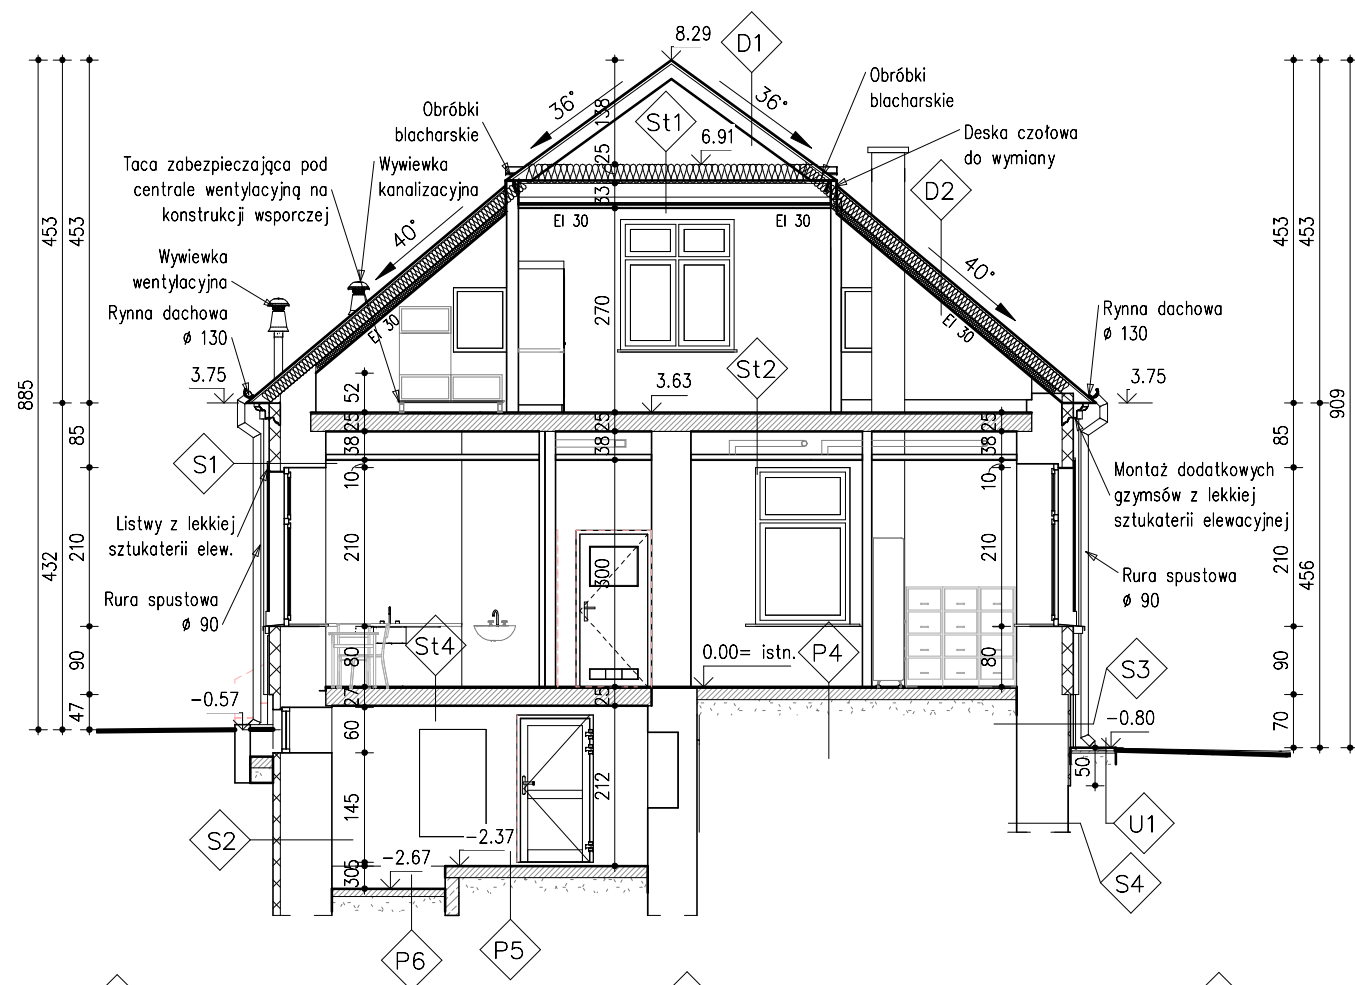 8.29
D1
36°
36°
138
Obróbki
blacharskie
Obróbki
blacharskie
St1
6.91
25
33
Deska czołowa
do wymiany
D2
Taca zabezpieczająca pod
centrale wentylacyjną na
konstrukcji wsporczej
Wywiewka
kanalizacyjna
EI 30
EI 30
40°
40°
453
453
453
453
Wywiewka
wentylacyjna
Rynna dachowa
ø 130
EI 30
EI 30
270
Rynna dachowa
ø 130
3.75
3.75
St2
3.63
52
885
909
25
25
25
85
85
38
38
38
S1
10
10
Montaż dodatkowych
gzymsów z lekkiej
sztukaterii elewacyjnej
Listwy z lekkiej
sztukaterii elew.
432
210
210
300
210
210
456
Rura spustowa
ø 90
Rura spustowa
ø 90
St4
0.00= istn.
P4
90
80
80
90
S3
-0.57
47
27
25
-0.80
70
60
50
145
212
S2
-2.37
-2.67
305
U1
S4
P6
P5